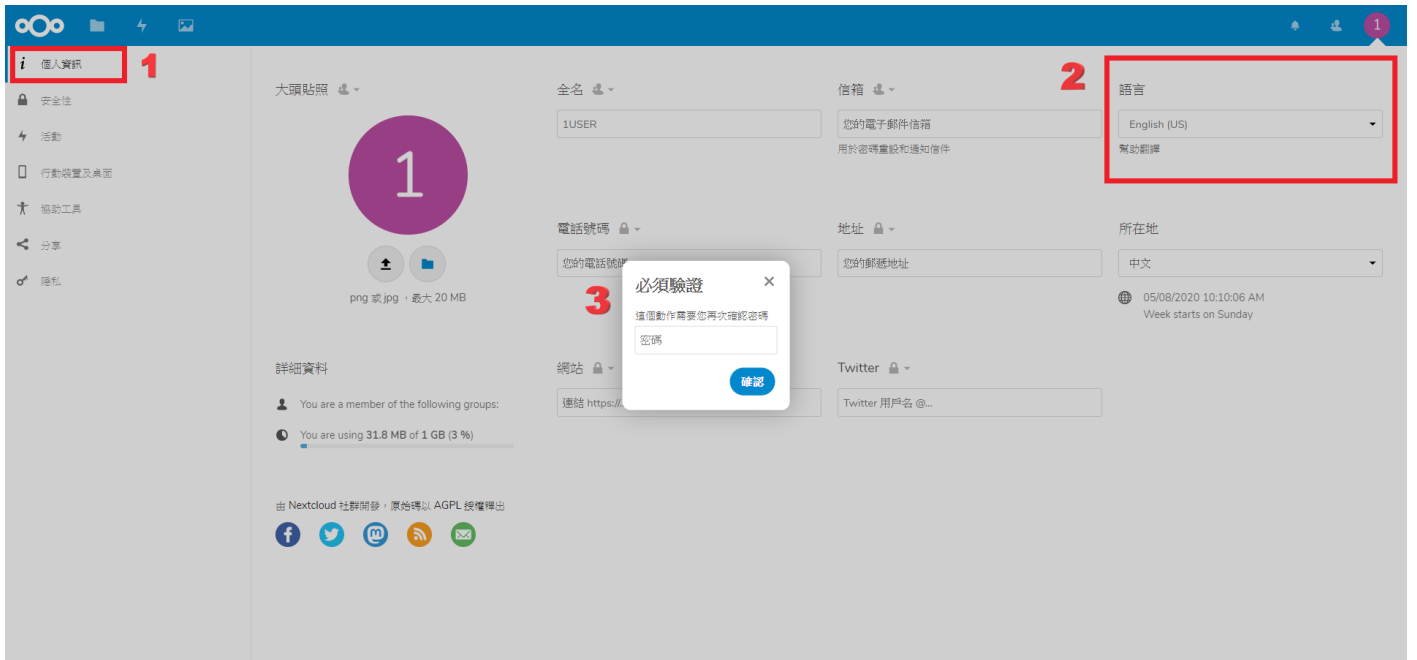 1
個人資訊
1
安全性
活動
行動裝置及桌面
協助工具
分享
隱私
大頭貼照
1
png 或 jpg ，最大 20 MB
全名
1USER
信箱
您的電子郵件信箱
用於密碼重設和通知信件
2
語言
English (US)
幫助翻譯
電話號碼
您的電話號碼
地址
您的郵遞地址
所在地
中文
05/08/2020 10:10:06 AM
Week starts on Sunday
3
必須驗證
這個動作需要您再次確認密碼
密碼
確認
詳細資料
You are a member of the following groups:
You are using 31.8 MB of 1 GB (3 %)
網站
連結 https://...
Twitter
Twitter 用戶名 @...
由 Nextcloud 社群開發，原始碼以 AGPL 授權釋出